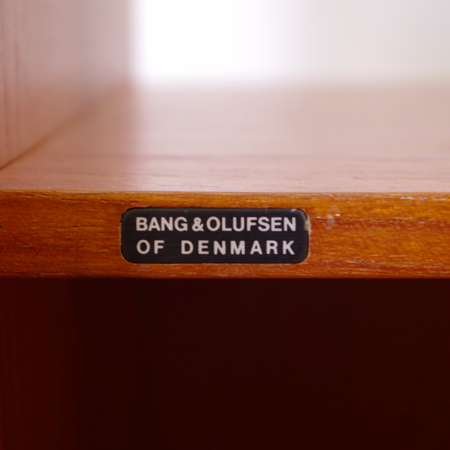 BANG & OLUFSEN
OF DENMARK